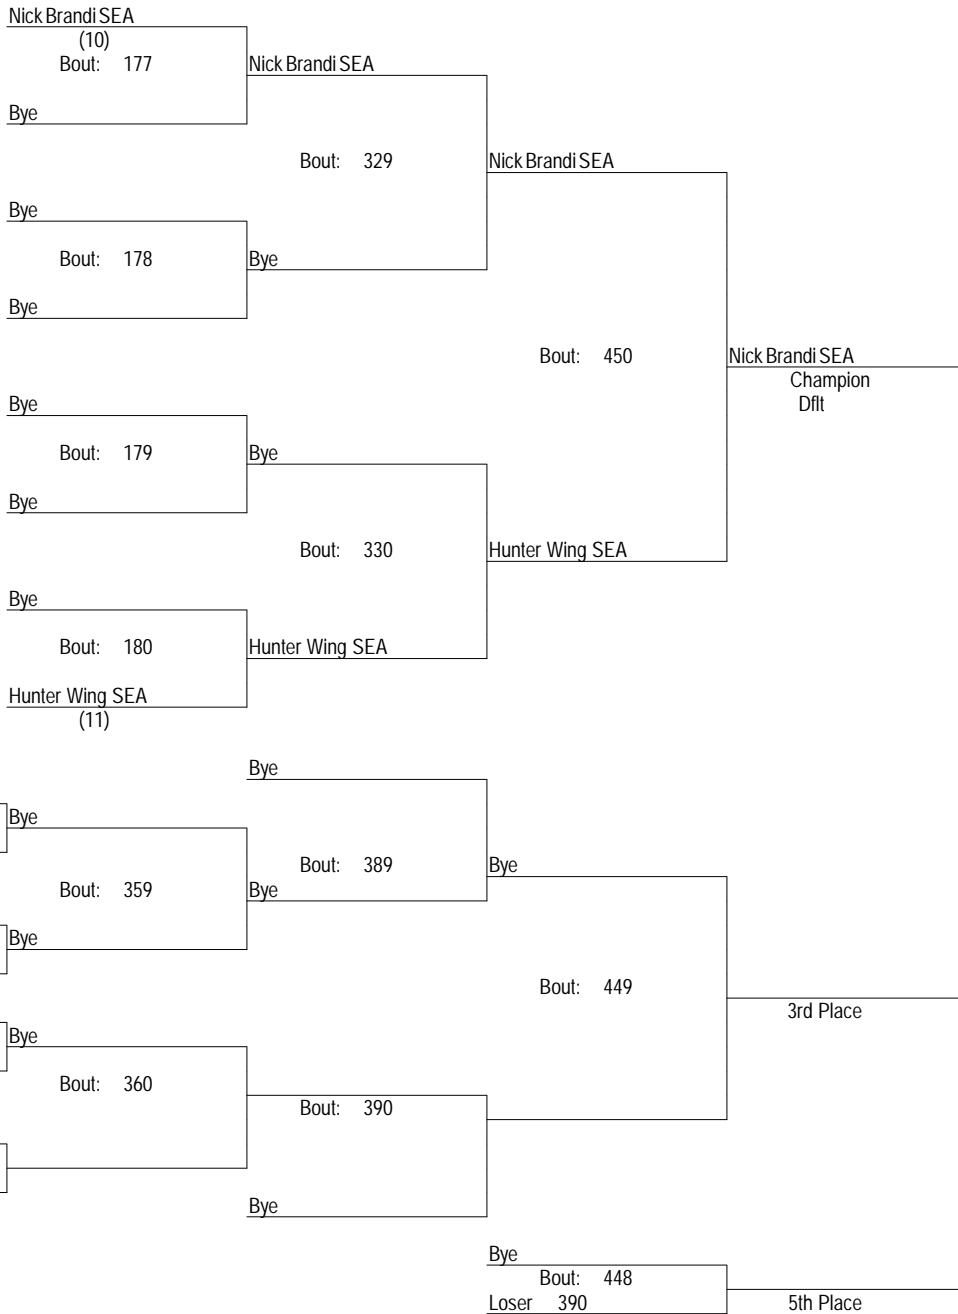 Nick Brandi SEA
(10)
Bout: 177
Nick Brandi SEA
Bye
Bout: 329
Nick Brandi SEA
Bye
Bout: 178
Bye
Bye
Bout: 450
Nick Brandi SEA
Champion
Dflt
Bye
Bout: 179
Bye
Bye
Bout: 330
Hunter Wing SEA
Bye
Bout: 180
Hunter Wing SEA
Hunter Wing SEA
(11)
Bye
Bye
Bout: 389
Bye
Bout: 359
Bye
Bye
Bout: 449
3rd Place
Bye
Bout: 360
Bout: 390
Bye
Bye
Bout: 448
Loser 390
5th Place